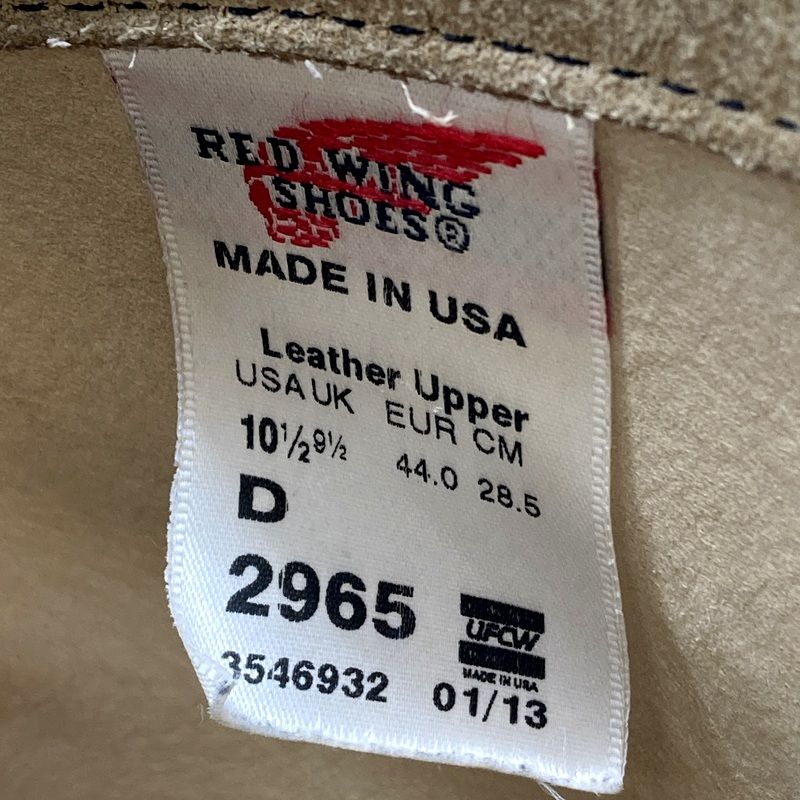 RED WING
SHOES®
MADE IN USA
Leather Upper
USA UK EUR CM
10½ 9½ 44.0 28.5
D
2965
UFCW
MADE IN USA
3546932 01/13